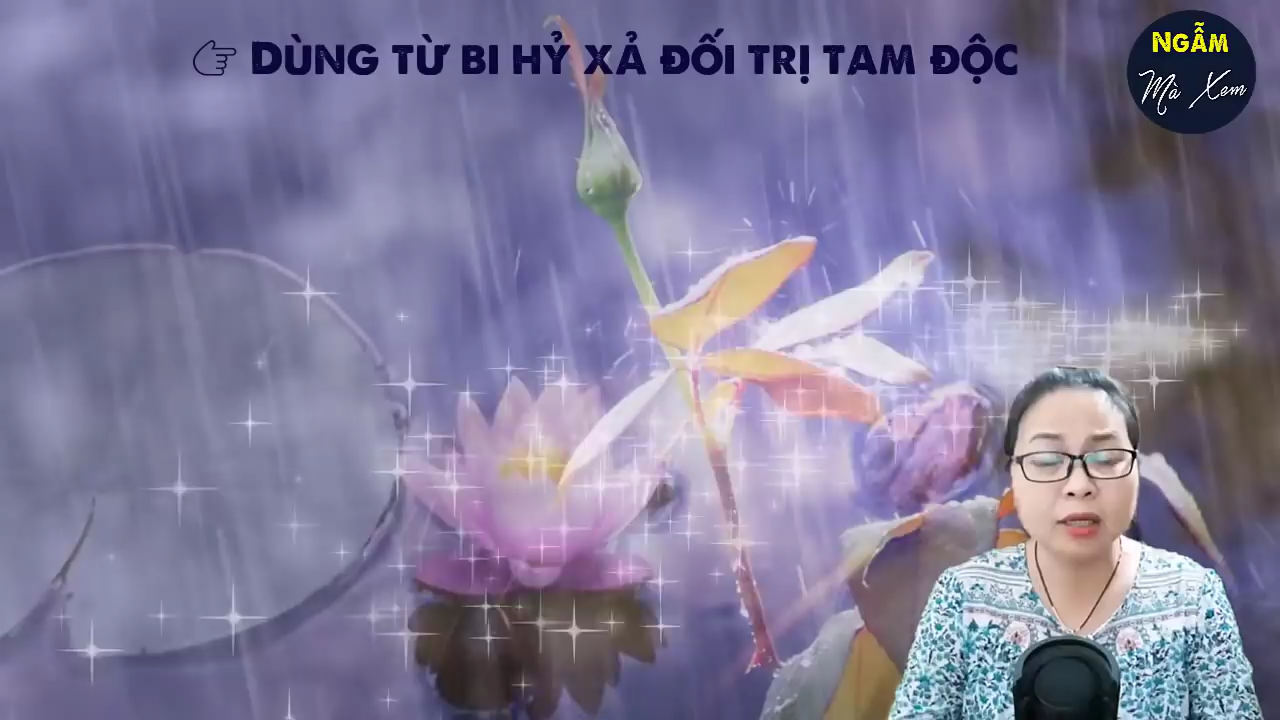 DÙNG TỪ BI HỶ XẢ ĐỐI TRỊ TAM ĐỘC
NGẪM
Mà Xem